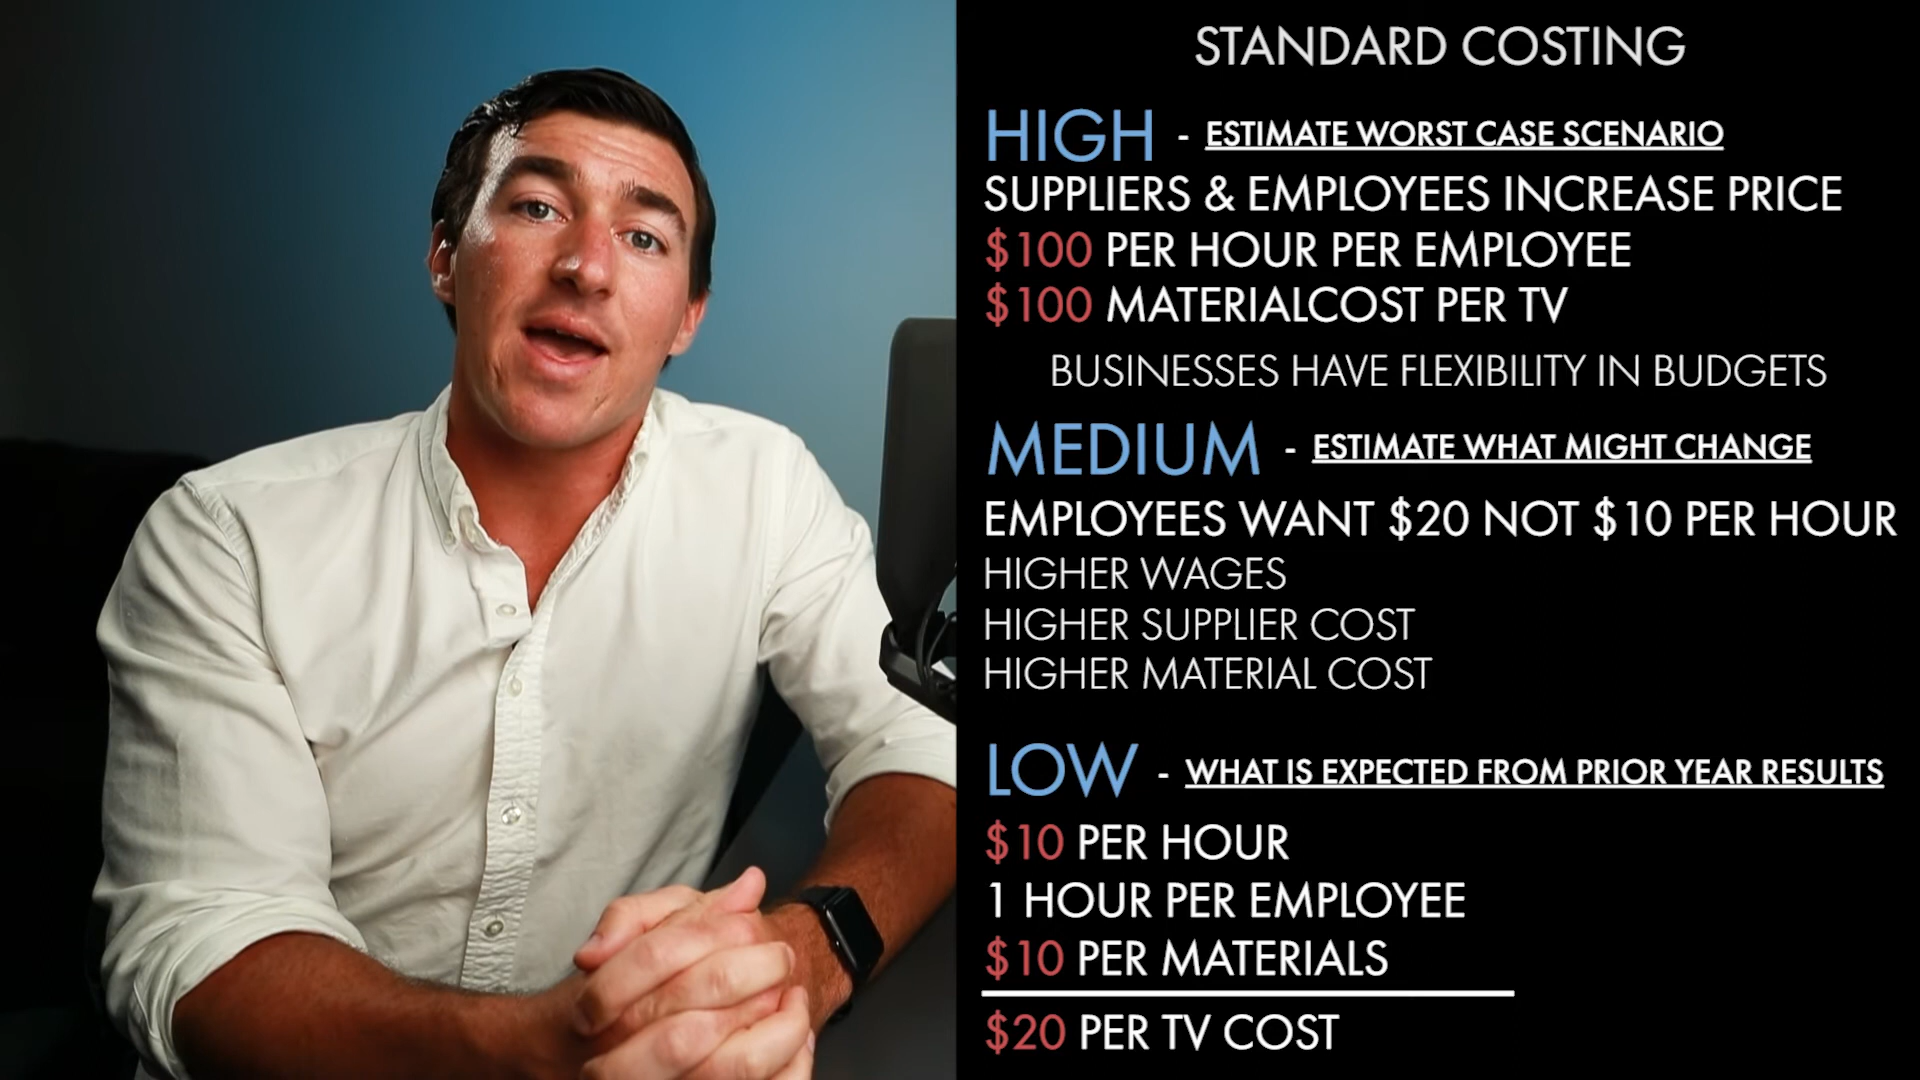 STANDARD COSTING
HIGH - ESTIMATE WORST CASE SCENARIO
SUPPLIERS & EMPLOYEES INCREASE PRICE
$100 PER HOUR PER EMPLOYEE
$100 MATERIALCOST PER TV
BUSINESSES HAVE FLEXIBILITY IN BUDGETS
MEDIUM - ESTIMATE WHAT MIGHT CHANGE
EMPLOYEES WANT $20 NOT $10 PER HOUR
HIGHER WAGES
HIGHER SUPPLIER COST
HIGHER MATERIAL COST
LOW - WHAT IS EXPECTED FROM PRIOR YEAR RESULTS
$10 PER HOUR
1 HOUR PER EMPLOYEE
$10 PER MATERIALS
$20 PER TV COST